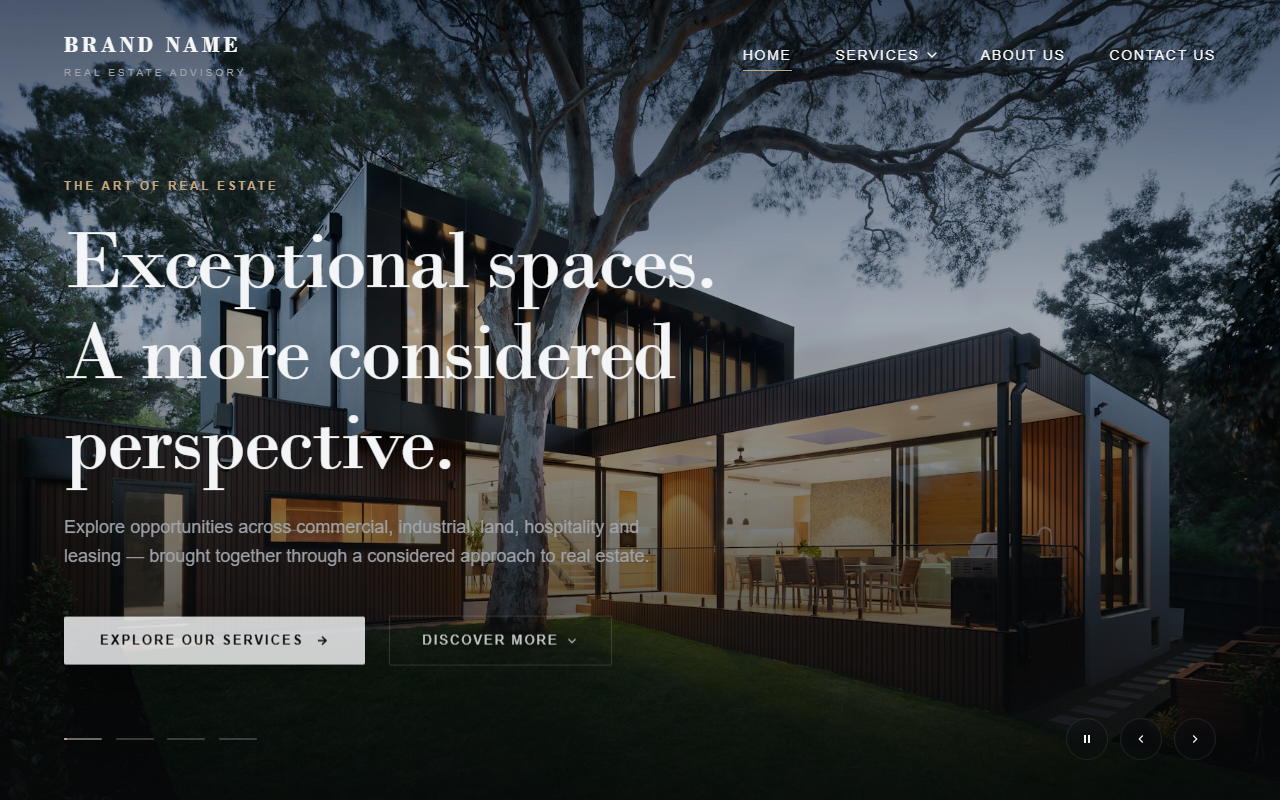 BRAND NAME
REAL ESTATE ADVISORY
HOME
SERVICES
ABOUT US
CONTACT US
THE ART OF REAL ESTATE
Exceptional spaces.
A more considered
perspective.
Explore opportunities across commercial, industrial, land, hospitality and
leasing — brought together through a considered approach to real estate.
EXPLORE OUR SERVICES
DISCOVER MORE